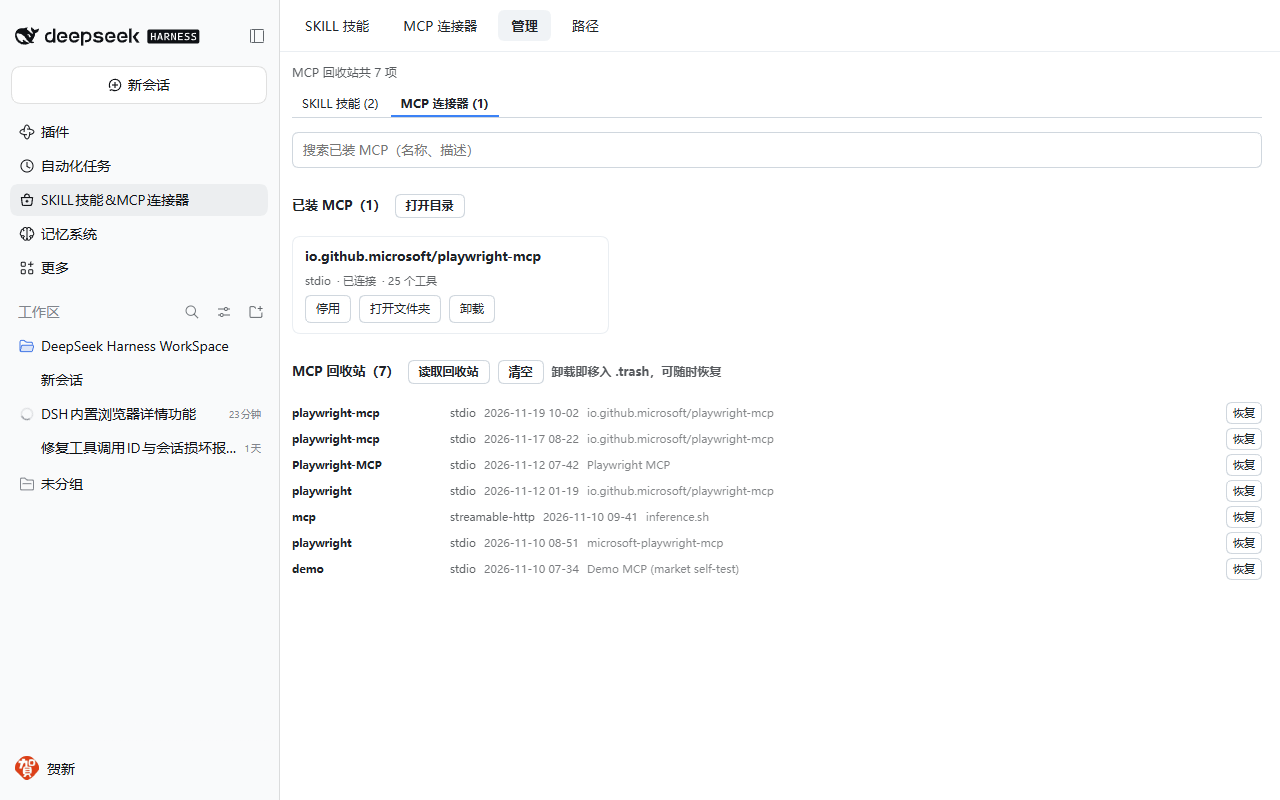 deepseek HARNESS
新会话
插件
自动化任务
SKILL技能&MCP连接器
记忆系统
更多
工作区
DeepSeek Harness WorkSpace
新会话
DSH内置浏览器详情功能 23分钟
修复工具调用ID与会话损坏报... 1天
未分组
贺新
SKILL 技能 MCP 连接器 管理 路径
MCP 回收站共 7 项
SKILL 技能 (2) MCP 连接器 (1)
搜索已装 MCP（名称、描述）
已装 MCP（1） 打开目录
io.github.microsoft/playwright-mcp
stdio · 已连接 · 25 个工具
停用 打开文件夹 卸载
MCP 回收站（7） 读取回收站 清空 卸载即移入 .trash，可随时恢复
playwright-mcp stdio 2026-11-19 10-02 io.github.microsoft/playwright-mcp 恢复
playwright-mcp stdio 2026-11-17 08-22 io.github.microsoft/playwright-mcp 恢复
Playwright-MCP stdio 2026-11-12 07-42 Playwright MCP 恢复
playwright stdio 2026-11-12 01-19 io.github.microsoft/playwright-mcp 恢复
mcp streamable-http 2026-11-10 09-41 inference.sh 恢复
playwright stdio 2026-11-10 08-51 microsoft-playwright-mcp 恢复
demo stdio 2026-11-10 07-34 Demo MCP (market self-test) 恢复